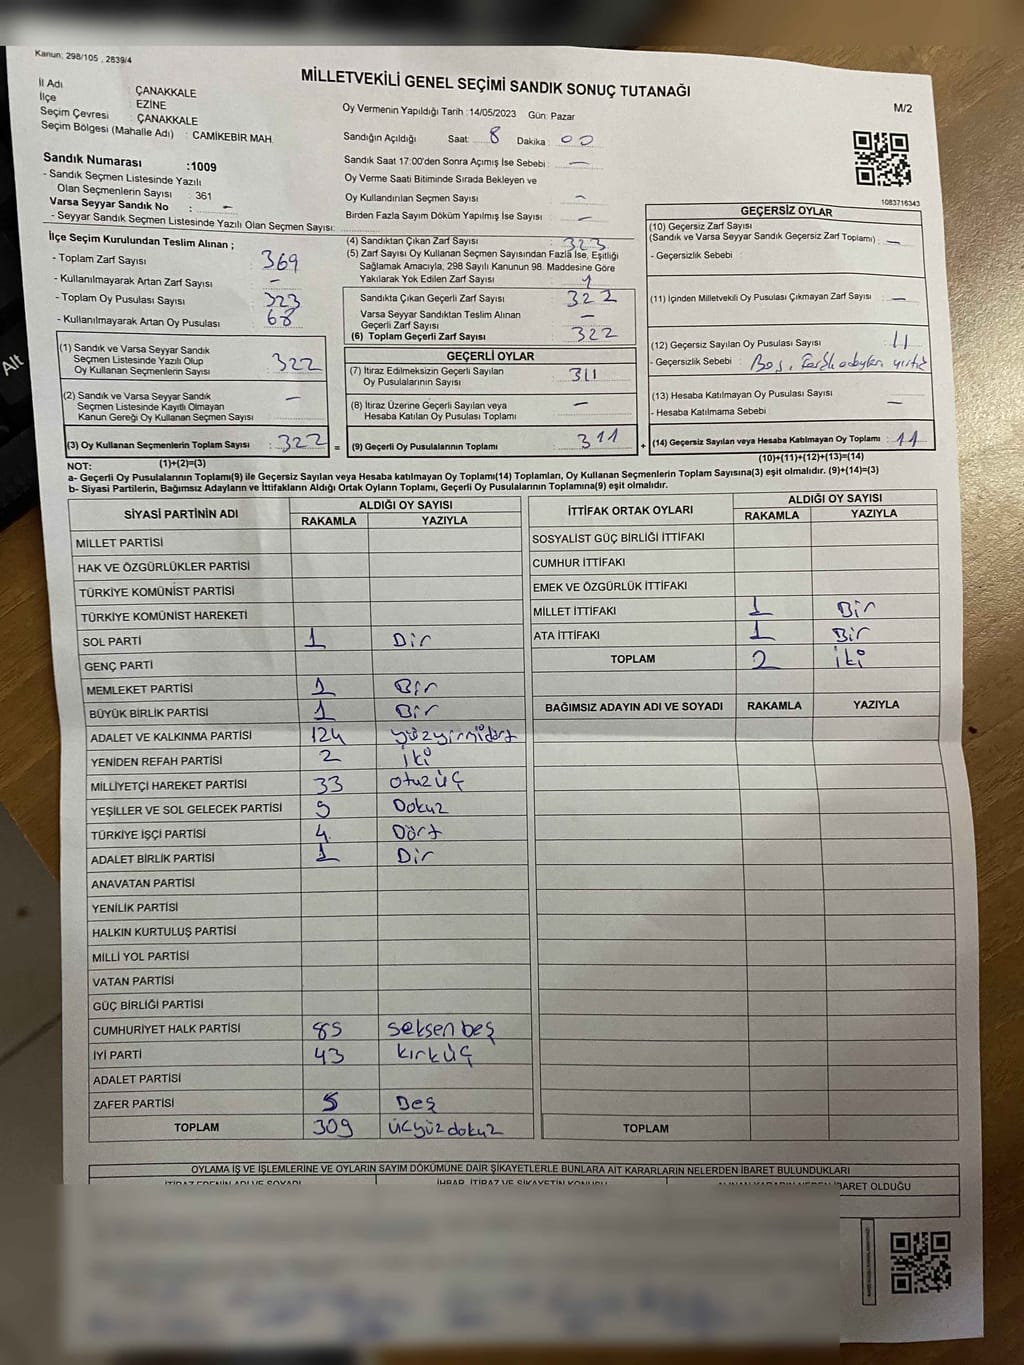 Kanun: 298/105 , 2839/4
MİLLETVEKİLİ GENEL SEÇİMİ SANDIK SONUÇ TUTANAĞI
M/2
İl Adı ÇANAKKALE
İlçe EZİNE
Seçim Çevresi : ÇANAKKALE
Seçim Bölgesi (Mahalle Adı) : CAMİKEBİR MAH.
Oy Vermenin Yapıldığı Tarih :14/05/2023 Gün: Pazar
Sandığın Açıldığı Saat: 8 Dakika : 00
Sandık Saat 17:00'den Sonra Açımış İse Sebebi : -
Oy Verme Saati Bitiminde Sırada Bekleyen ve
Oy Kullandırılan Seçmen Sayısı : -
Birden Fazla Sayım Döküm Yapılmış İse Sayısı : -
Sandık Numarası :1009
- Sandık Seçmen Listesinde Yazılı
Olan Seçmenlerin Sayısı : 361
Varsa Seyyar Sandık No : -
- Seyyar Sandık Seçmen Listesinde Yazılı Olan Seçmen Sayısı:
İlçe Seçim Kurulundan Teslim Alınan ;
- Toplam Zarf Sayısı 369
- Kullanılmayarak Artan Zarf Sayısı -
- Toplam Oy Pusulası Sayısı 323
- Kullanılmayarak Artan Oy Pusulası 68
(1) Sandık ve Varsa Seyyar Sandık
Seçmen Listesinde Yazılı Olup
Oy Kullanan Seçmenlerin Sayısı : 322
(2) Sandık ve Varsa Seyyar Sandık
Seçmen Listesinde Kayıtlı Olmayan
Kanun Gereği Oy Kullanan Seçmen Sayısı : -
(3) Oy Kullanan Seçmenlerin Toplam Sayısı : 322 =
(1)+(2)=(3)
(4) Sandıktan Çıkan Zarf Sayısı : 323
(5) Zarf Sayısı Oy Kullanan Seçmen Sayısından Fazla İse, Eşitliği
Sağlamak Amacıyla, 298 Sayılı Kanunun 98. Maddesine Göre
Yakılarak Yok Edilen Zarf Sayısı : 1
Sandıkta Çıkan Geçerli Zarf Sayısı : 322
Varsa Seyyar Sandıktan Teslim Alınan
Geçerli Zarf Sayısı : -
(6) Toplam Geçerli Zarf Sayısı : 322
GEÇERLİ OYLAR
(7) İtiraz Edilmeksizin Geçerli Sayılan
Oy Pusulalarının Sayısı : 311
(8) İtiraz Üzerine Geçerli Sayılan veya
Hesaba Katılan Oy Pusulası Toplamı : -
(9) Geçerli Oy Pusulalarının Toplamı : 311 +
1083716343
GEÇERSİZ OYLAR
(10) Geçersiz Zarf Sayısı
(Sandık ve Varsa Seyyar Sandık Geçersiz Zarf Toplamı) : -
- Geçersizlik Sebebi :
(11) İçinden Milletvekili Oy Pusulası Çıkmayan Zarf Sayısı : -
(12) Geçersiz Sayılan Oy Pusulası Sayısı : 11
- Geçersizlik Sebebi : Boş,
(13) Hesaba Katılmayan Oy Pusulası Sayısı : -
- Hesaba Katılmama Sebebi :
(14) Geçersiz Sayılan veya Hesaba Katılmayan Oy Toplamı : 11
(10)+(11)+(12)+(13)=(14)
NOT:
a- Geçerli Oy Pusulalarının Toplamı(9) ile Geçersiz Sayılan veya Hesaba katılmayan Oy Toplamı(14) Toplamları, Oy Kullanan Seçmenlerin Toplam Sayısına(3) eşit olmalıdır. (9)+(14)=(3)
b- Siyasi Partilerin, Bağımsız Adayların ve İttifakların Aldığı Ortak Oyların Toplamı, Geçerli Oy Pusulalarının Toplamına(9) eşit olmalıdır.
SİYASİ PARTİNİN ADI ALDIĞI OY SAYISI
RAKAMLA YAZIYLA
MİLLET PARTİSİ
HAK VE ÖZGÜRLÜKLER PARTİSİ
TÜRKİYE KOMÜNİST PARTİSİ
TÜRKİYE KOMÜNİST HAREKETİ
SOL PARTİ 1 Bir
GENÇ PARTİ
MEMLEKET PARTİSİ 1 Bir
BÜYÜK BİRLİK PARTİSİ 1 Bir
ADALET VE KALKINMA PARTİSİ 124 yüzyirmidört
YENİDEN REFAH PARTİSİ 2 iki
MİLLİYETÇİ HAREKET PARTİSİ 33 otuzüç
YEŞİLLER VE SOL GELECEK PARTİSİ 9 Dokuz
TÜRKİYE İŞÇİ PARTİSİ 4 Dört
ADALET BİRLİK PARTİSİ 1 Bir
ANAVATAN PARTİSİ
YENİLİK PARTİSİ
HALKIN KURTULUŞ PARTİSİ
MİLLİ YOL PARTİSİ
VATAN PARTİSİ
GÜÇ BİRLİĞİ PARTİSİ
CUMHURİYET HALK PARTİSİ 85 seksenbeş
İYİ PARTİ 43 kırküç
ADALET PARTİSİ
ZAFER PARTİSİ 5 Beş
TOPLAM 309 üçyüzdokuz
İTTİFAK ORTAK OYLARI ALDIĞI OY SAYISI
RAKAMLA YAZIYLA
SOSYALİST GÜÇ BİRLİĞİ İTTİFAKI
CUMHUR İTTİFAKI
EMEK VE ÖZGÜRLÜK İTTİFAKI
MİLLET İTTİFAKI 1 Bir
ATA İTTİFAKI 1 Bir
TOPLAM 2 iki
BAĞIMSIZ ADAYIN ADI VE SOYADI RAKAMLA YAZIYLA
TOPLAM
OYLAMA İŞ VE İŞLEMLERİNE VE OYLARIN SAYIM DÖKÜMÜNE DAİR ŞİKAYETLERLE BUNLARA AİT KARARLARIN NELERDEN İBARET BULUNDUKLARI
İTİRAZ EDENİN ADI VE SOYADI İHBAR, İTİRAZ VE ŞİKAYETİN KONUSU İBARET OLDUĞU
Alt